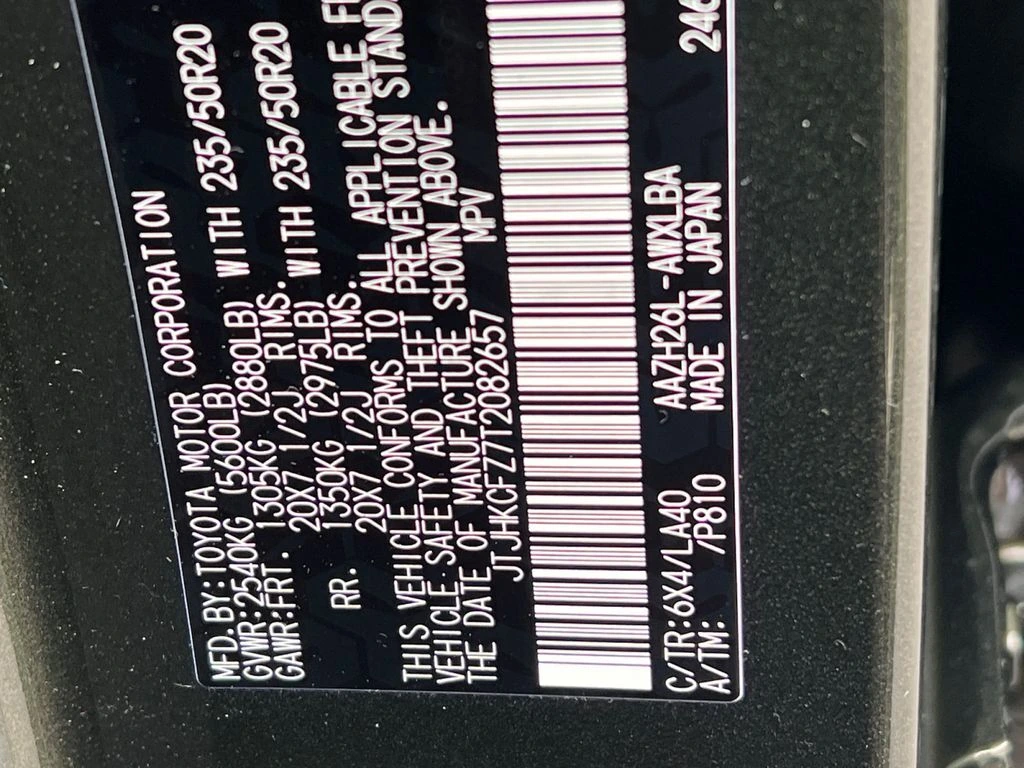 MFD.BY:TOYOTA MOTOR CORPORATION
GVWR:2540KG (5600LB)
GAWR:FRT. 1305KG (2880LB) WITH 235/50R20
20X7 1/2J RIMS.
RR. 1350KG (2975LB) WITH 235/50R20
20X7 1/2J RIMS.
THIS VEHICLE CONFORMS TO ALL APPLICABLE
VEHICLE SAFETY AND THEFT PREVENTION
THE DATE OF MANUFACTURE SHOWN ABOVE.
JTJHKCFZ7T2082657 MPV
C/TR:6X4/LA40 AAZH26L-AWXLBA
A/TM: /P810 MADE IN JAPAN 246